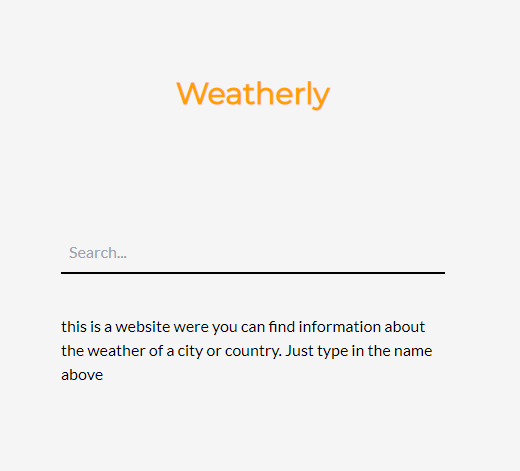 Weatherly
Search...
this is a website were you can find information about
the weather of a city or country. Just type in the name
above